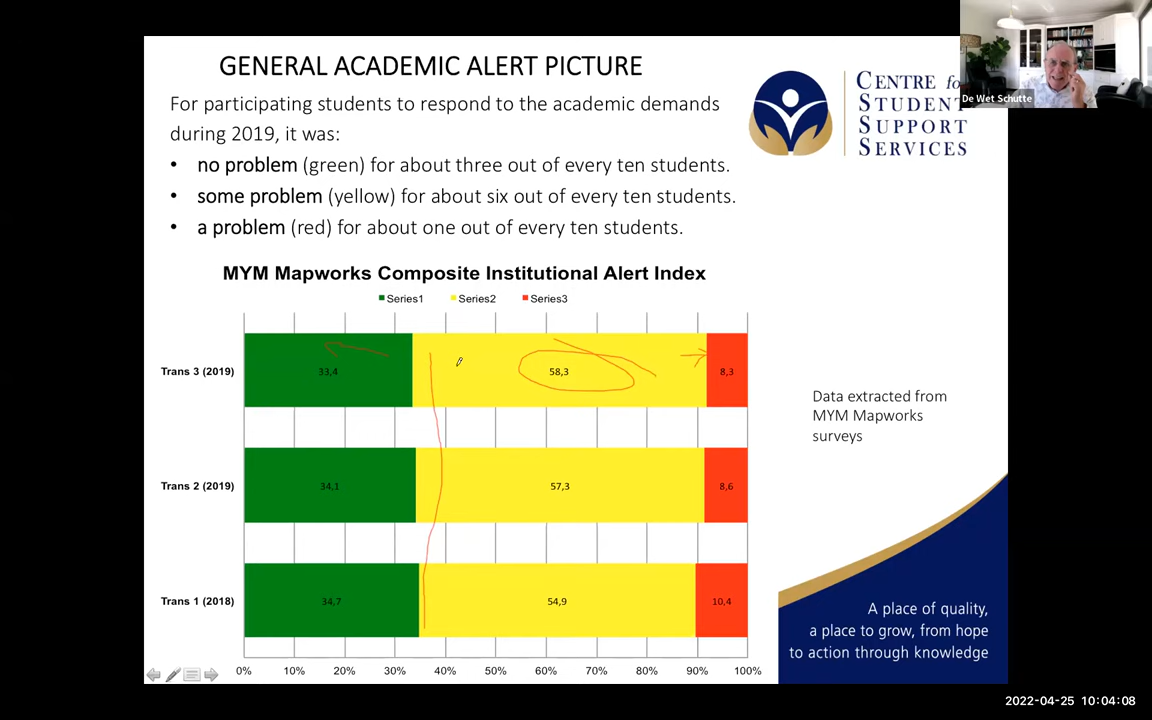 GENERAL ACADEMIC ALERT PICTURE
For participating students to respond to the academic demands
during 2019, it was:
• no problem (green) for about three out of every ten students.
• some problem (yellow) for about six out of every ten students.
• a problem (red) for about one out of every ten students.
CENTRE fo
STUDENT
SUPPORT
SERVICES
De Wet Schutte
MYM Mapworks Composite Institutional Alert Index
Series1 Series2 Series3
Trans 3 (2019) 33,4 58,3 8,3
Trans 2 (2019) 34,1 57,3 8,6
Trans 1 (2018) 34,7 54,9 10,4
0% 10% 20% 30% 40% 50% 60% 70% 80% 90% 100%
Data extracted from
MYM Mapworks
surveys
A place of quality,
a place to grow, from hope
to action through knowledge
2022-04-25 10:04:08